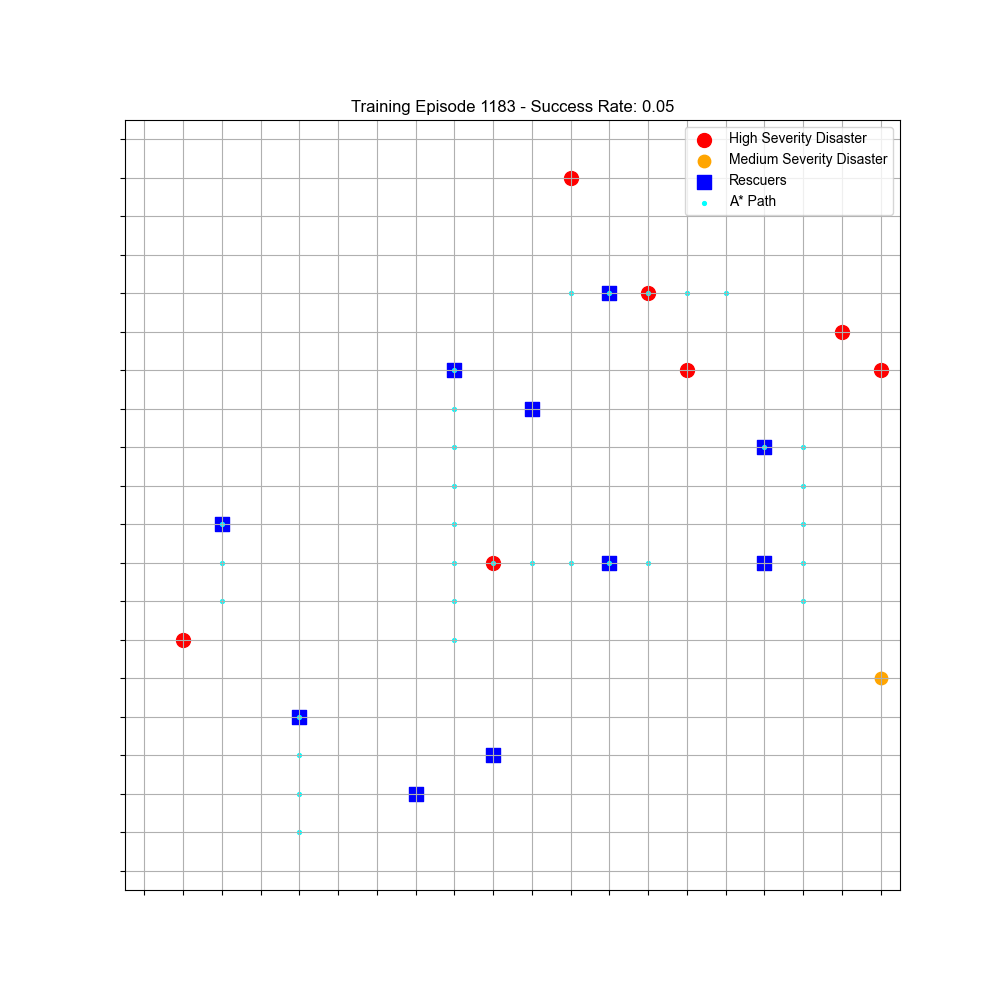 Training Episode 1183 - Success Rate: 0.05
High Severity Disaster
Medium Severity Disaster
Rescuers
A* Path